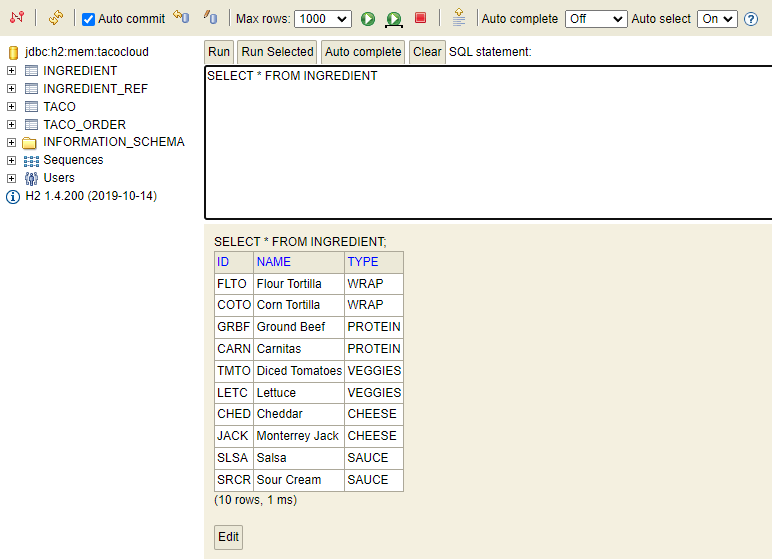 Auto commit Max rows: 1000 Auto complete Off Auto select On ?
jdbc:h2:mem:tacocloud
INGREDIENT
INGREDIENT_REF
TACO
TACO_ORDER
INFORMATION_SCHEMA
Sequences
Users
H2 1.4.200 (2019-10-14)
Run Run Selected Auto complete Clear SQL statement:
SELECT * FROM INGREDIENT
SELECT * FROM INGREDIENT;
ID NAME TYPE
FLTO Flour Tortilla WRAP
COTO Corn Tortilla WRAP
GRBF Ground Beef PROTEIN
CARN Carnitas PROTEIN
TMTO Diced Tomatoes VEGGIES
LETC Lettuce VEGGIES
CHED Cheddar CHEESE
JACK Monterrey Jack CHEESE
SLSA Salsa SAUCE
SRCR Sour Cream SAUCE
(10 rows, 1 ms)
Edit